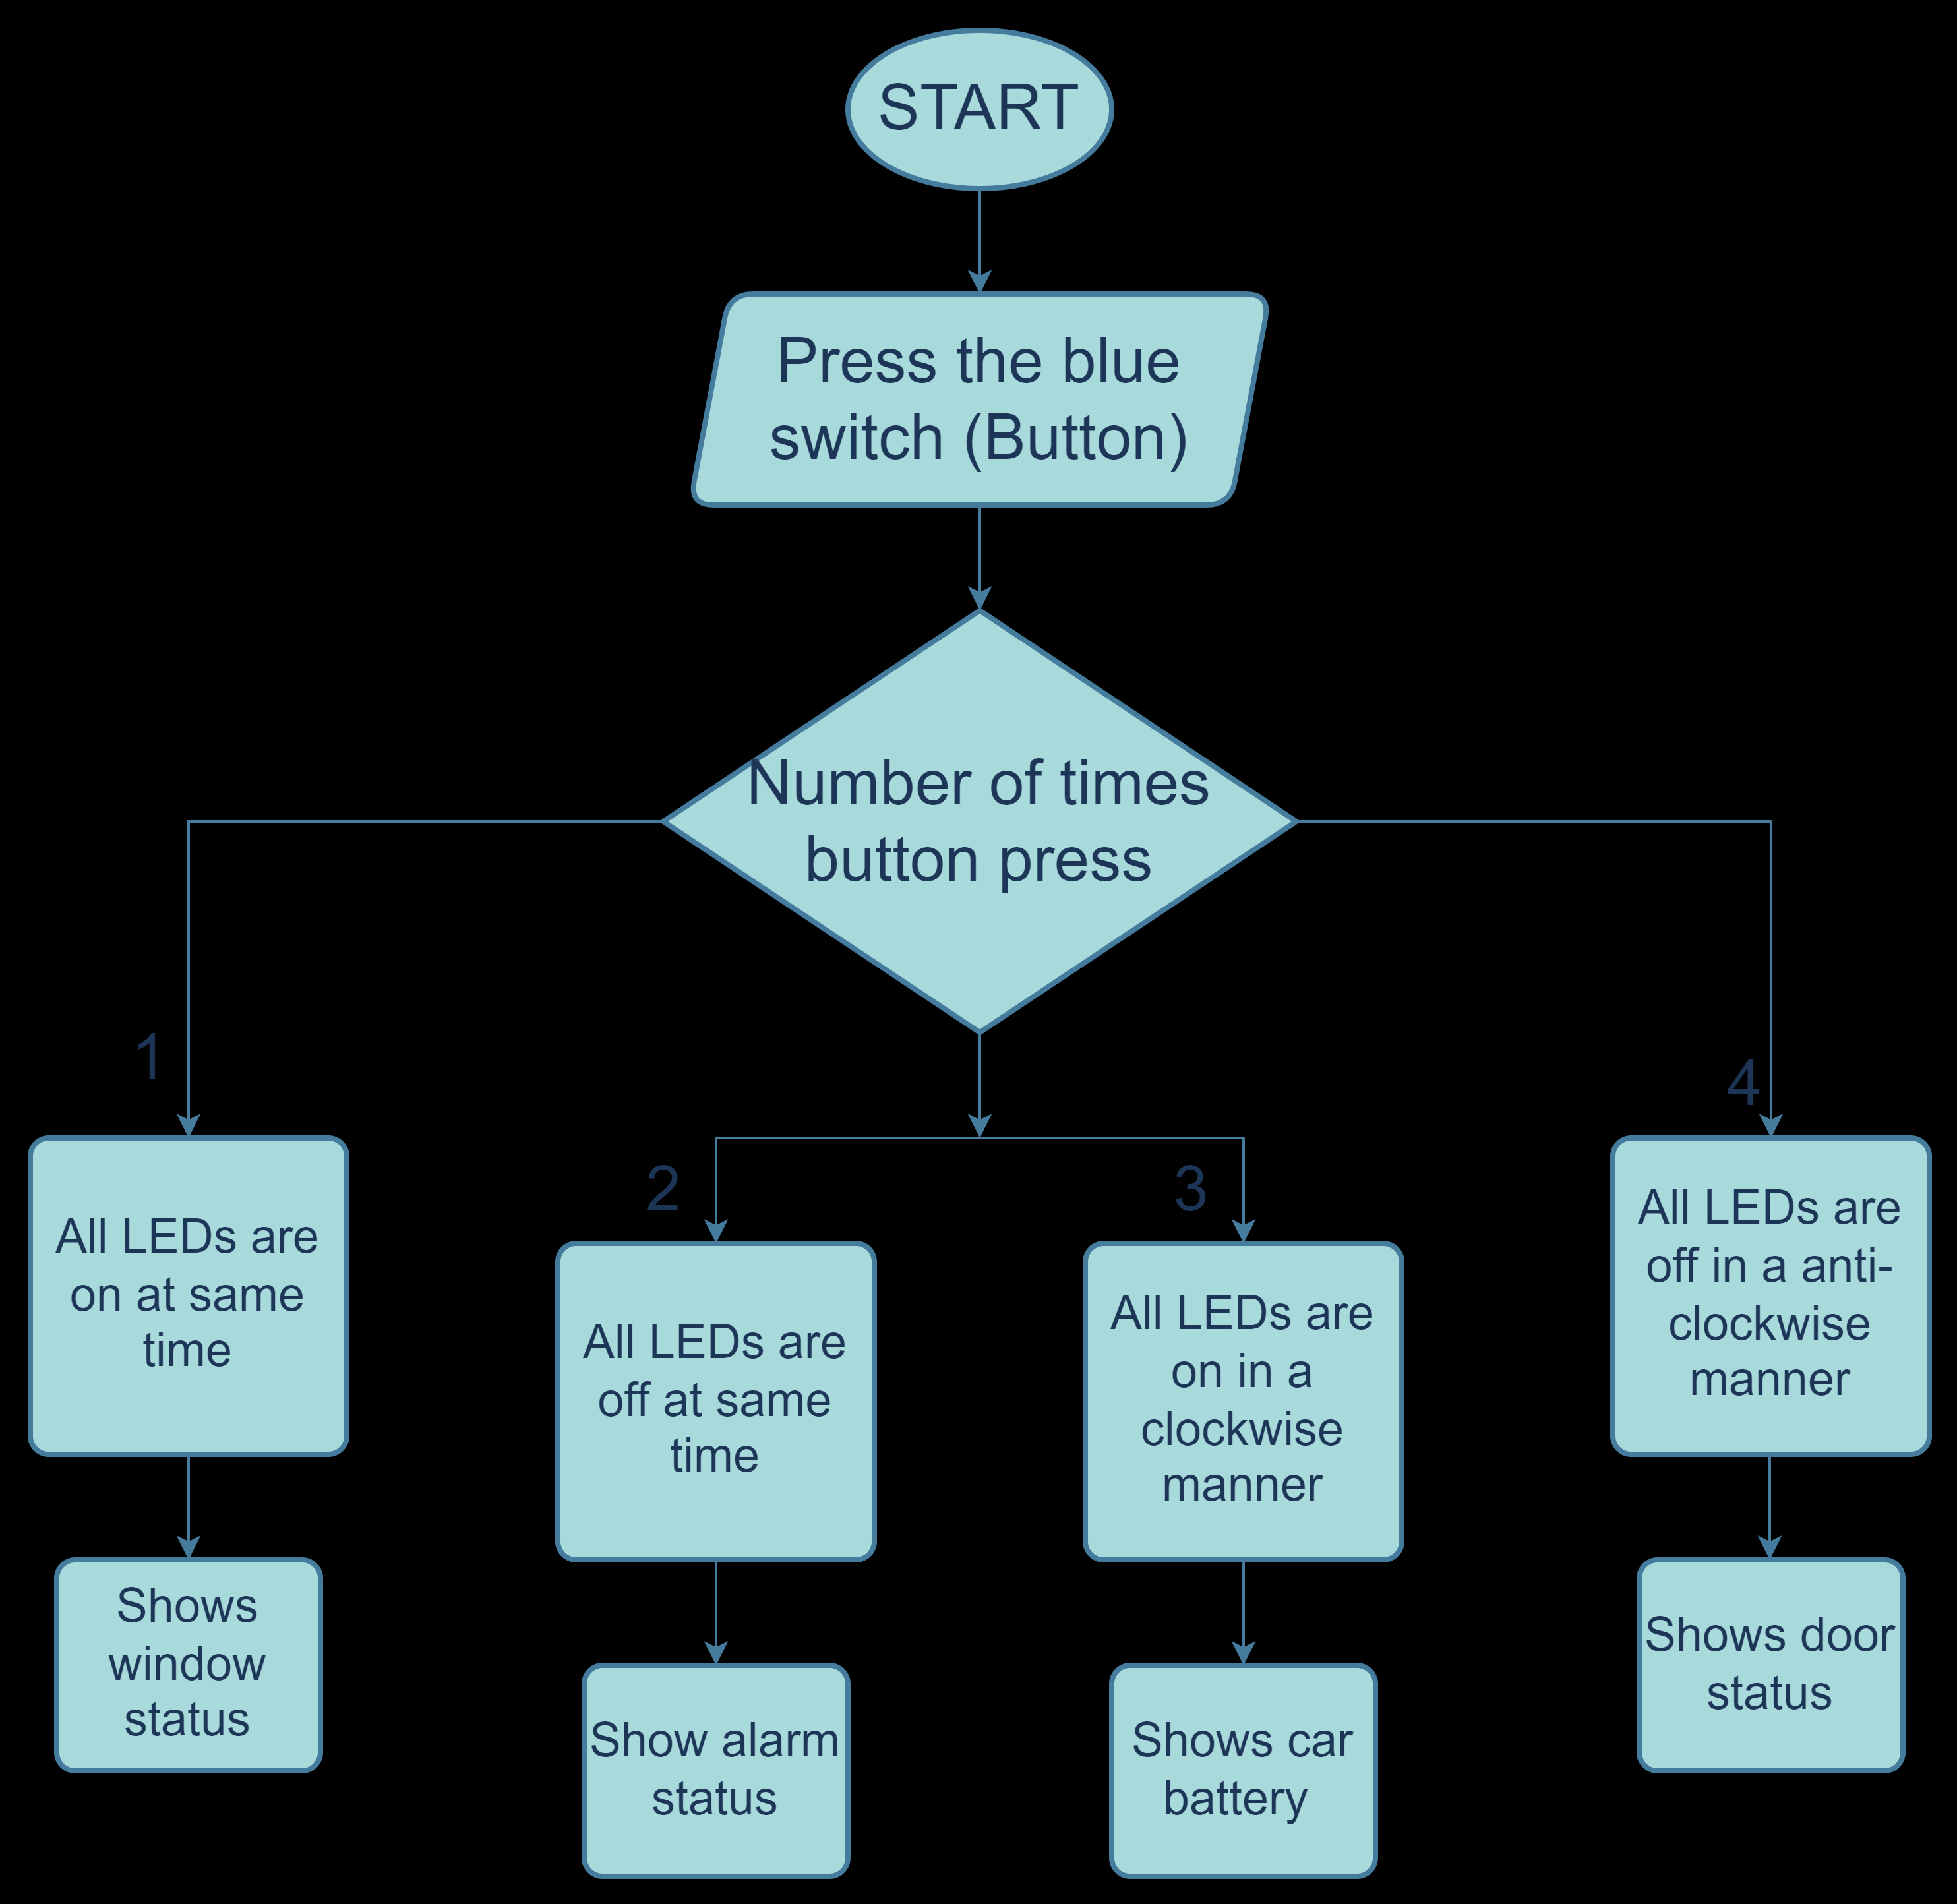 START
Press the blue
switch (Button)
Number of times
button press
1
4
2
3
All LEDs are
on at same
time
All LEDs are
off at same
time
All LEDs are
on in a
clockwise
manner
All LEDs are
off in a anti-
clockwise
manner
Shows
window
status
Show alarm
status
Shows car
battery
Shows door
status